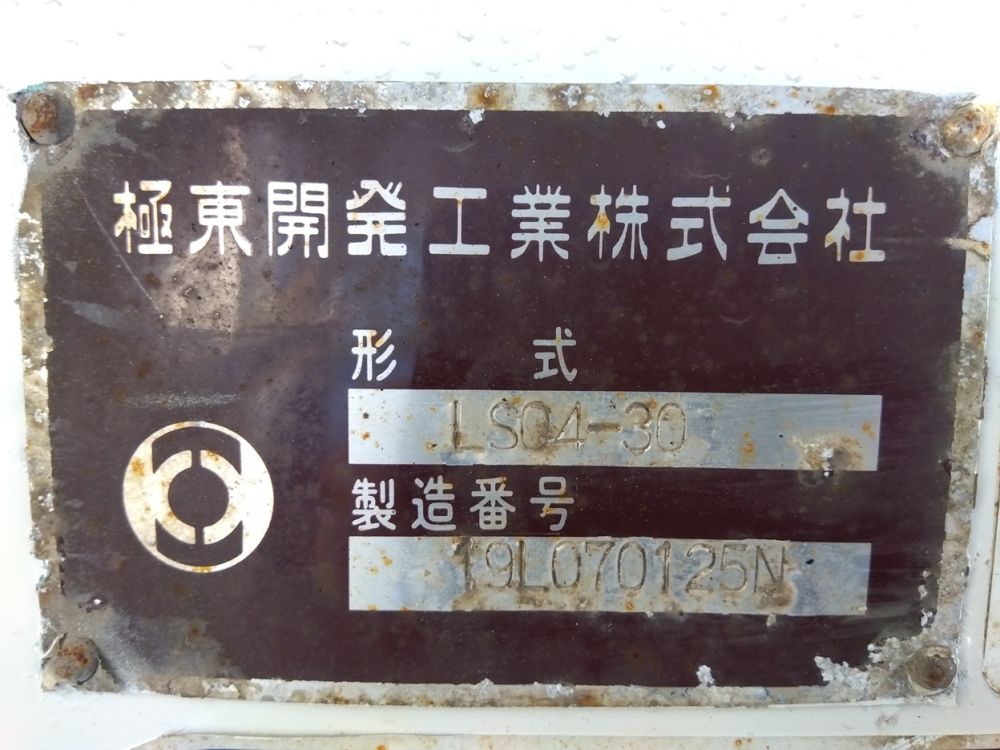 極東開発工業株式会社
形式
LS04-30
製造番号
19L070125N